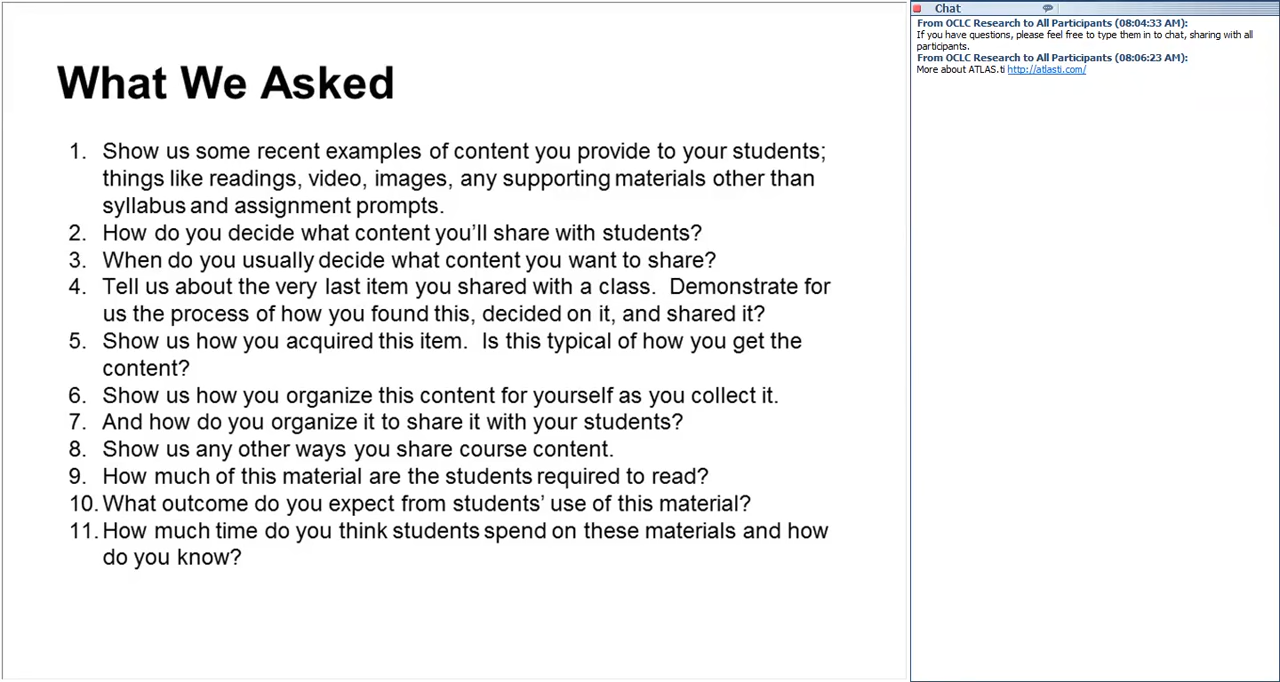 What We Asked
1. Show us some recent examples of content you provide to your students;
things like readings, video, images, any supporting materials other than
syllabus and assignment prompts.
2. How do you decide what content you'll share with students?
3. When do you usually decide what content you want to share?
4. Tell us about the very last item you shared with a class. Demonstrate for
us the process of how you found this, decided on it, and shared it?
5. Show us how you acquired this item. Is this typical of how you get the
content?
6. Show us how you organize this content for yourself as you collect it.
7. And how do you organize it to share it with your students?
8. Show us any other ways you share course content.
9. How much of this material are the students required to read?
10. What outcome do you expect from students' use of this material?
11. How much time do you think students spend on these materials and how
do you know?
Chat
From OCLC Research to All Participants (08:04:33 AM):
If you have questions, please feel free to type them in to chat, sharing with all
participants.
From OCLC Research to All Participants (08:06:23 AM):
More about ATLAS.ti http://atlasti.com/